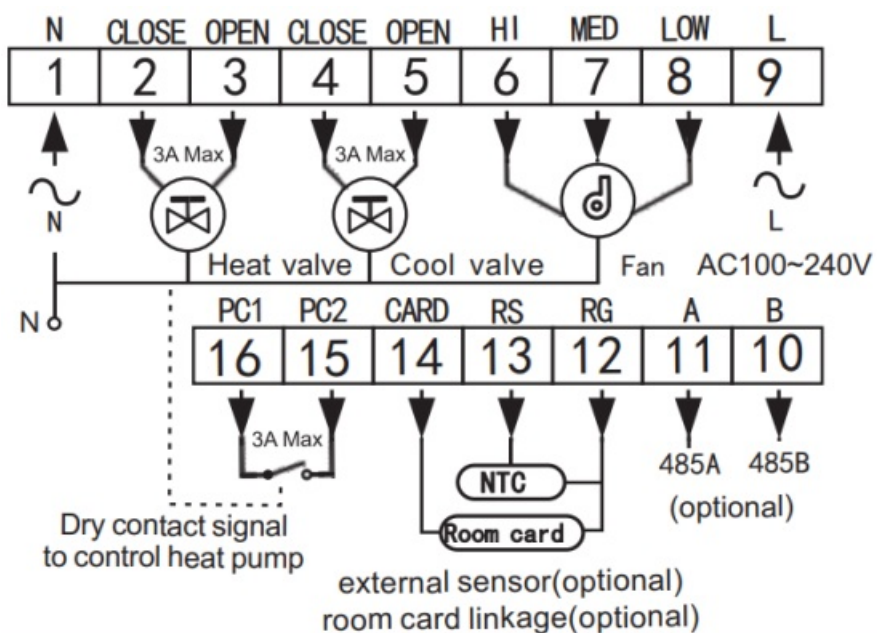 N CLOSE OPEN CLOSE OPEN HI MED LOW L
1 2 3 4 5 6 7 8 9
3A Max 3A Max
N L
Heat valve Cool valve Fan AC100~240V
N
PC1 PC2 CARD RS RG A B
16 15 14 13 12 11 10
3A Max
485A 485B
NTC
(optional)
Dry contact signal
Room card
to control heat pump
external sensor(optional)
room card linkage(optional)